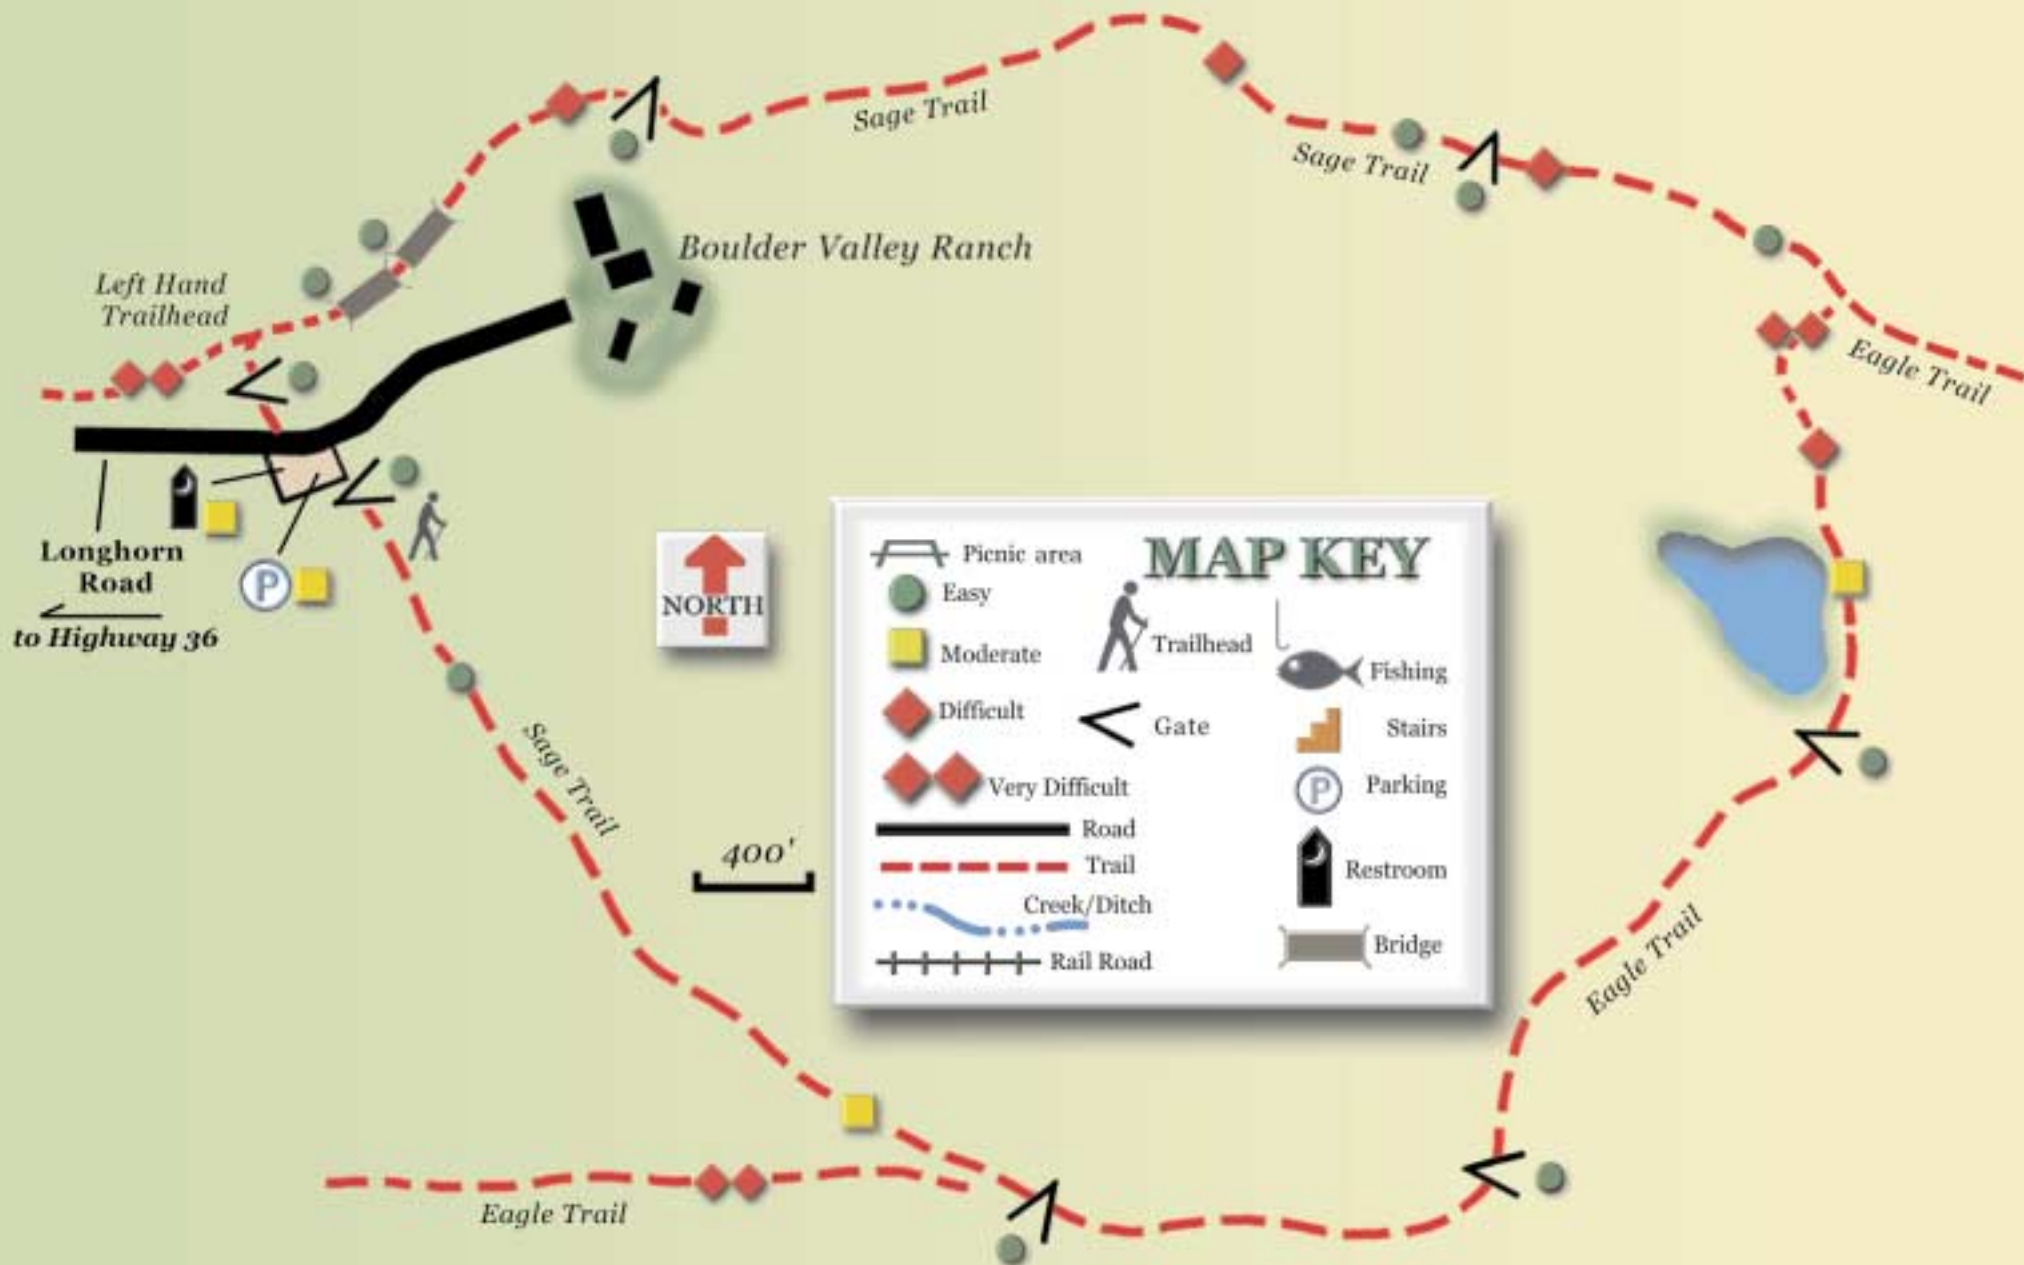 Sage Trail
Sage Trail
Boulder Valley Ranch
Left Hand
Trailhead
Eagle Trail
Longhorn
Road
to Highway 36
P
NORTH
MAP KEY
Picnic area
Easy
Moderate
Difficult
Very Difficult
Road
Trail
Creek/Ditch
Rail Road
Trailhead
Gate
Fishing
Stairs
P
Parking
Restroom
Bridge
Sage Trail
400'
Eagle Trail
Eagle Trail